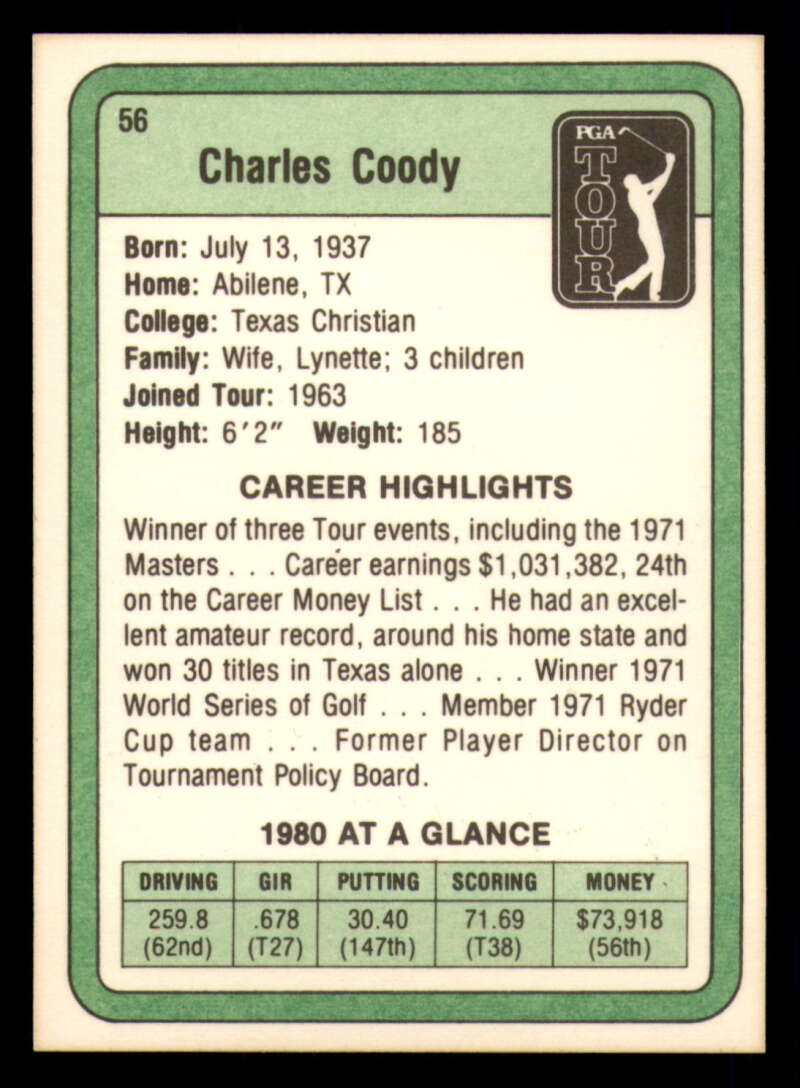 56
Charles Coody
PGA
TOUR
Born: July 13, 1937
Home: Abilene, TX
College: Texas Christian
Family: Wife, Lynette; 3 children
Joined Tour: 1963
Height: 6'2" Weight: 185
CAREER HIGHLIGHTS
Winner of three Tour events, including the 1971
Masters . . . Career earnings $1,031,382, 24th
on the Career Money List . . . He had an excel-
lent amateur record, around his home state and
won 30 titles in Texas alone . . . Winner 1971
World Series of Golf . . . Member 1971 Ryder
Cup team . . . Former Player Director on
Tournament Policy Board.
1980 AT A GLANCE
DRIVING GIR PUTTING SCORING MONEY
259.8 .678 30.40 71.69 $73,918
(62nd) (T27) (147th) (T38) (56th)